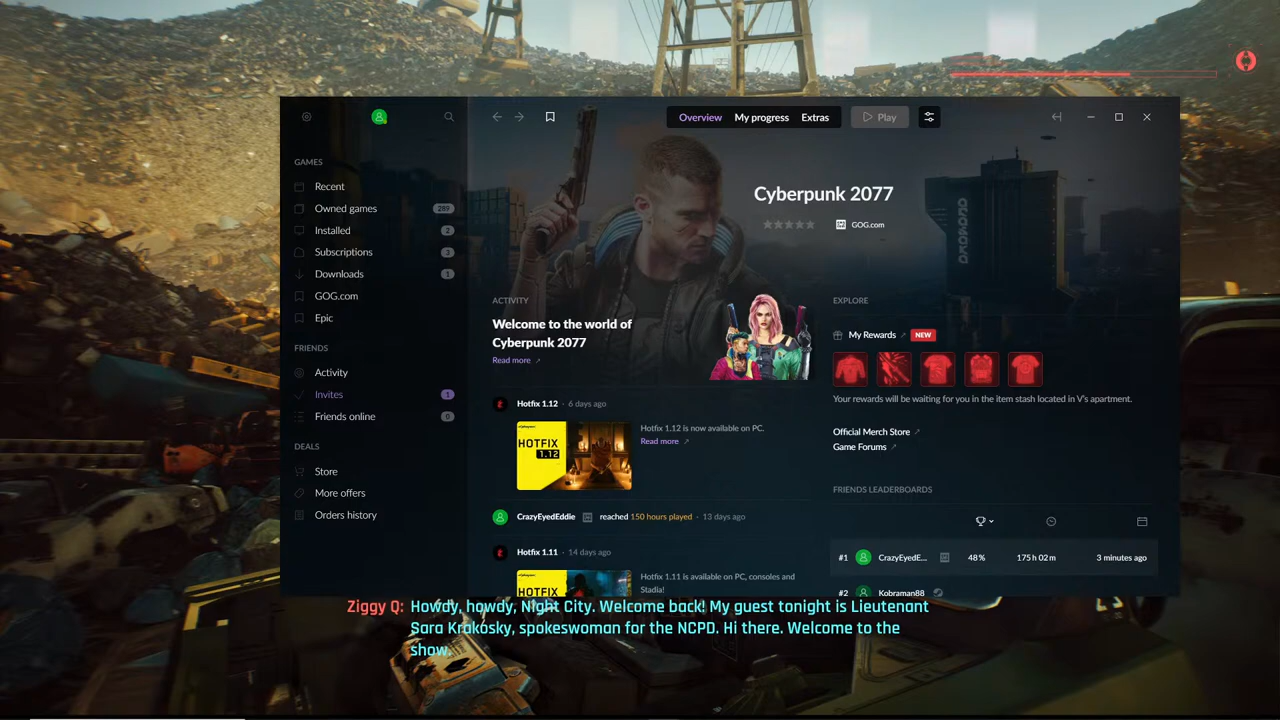 Overview
My progress
Extras
Play
GAMES
Recent
Owned games 289
Installed 2
Subscriptions 3
Downloads 1
GOG.com
Epic
FRIENDS
Activity
Invites 1
Friends online 0
DEALS
Store
More offers
Orders history
Cyberpunk 2077
GOG.com
ACTIVITY
Welcome to the world of
Cyberpunk 2077
Read more
Hotfix 1.12 · 6 days ago
HOTFIX
1.12
Hotfix 1.12 is now available on PC.
Read more
CrazyEyedEddie reached 150 hours played · 13 days ago
Hotfix 1.11 · 14 days ago
HOTFIX
Hotfix 1.11 is available on PC, consoles and
Stadia!
EXPLORE
My Rewards NEW
Your rewards will be waiting for you in the item stash located in V's apartment.
Official Merch Store
Game Forums
FRIENDS LEADERBOARDS
#1 CrazyEyedE... 48% 175 h 02 m 3 minutes ago
#2 Kobraman88
Ziggy Q: Howdy, howdy, Night City. Welcome back! My guest tonight is Lieutenant
Sara Krakosky, spokeswoman for the NCPD. Hi there. Welcome to the
show.